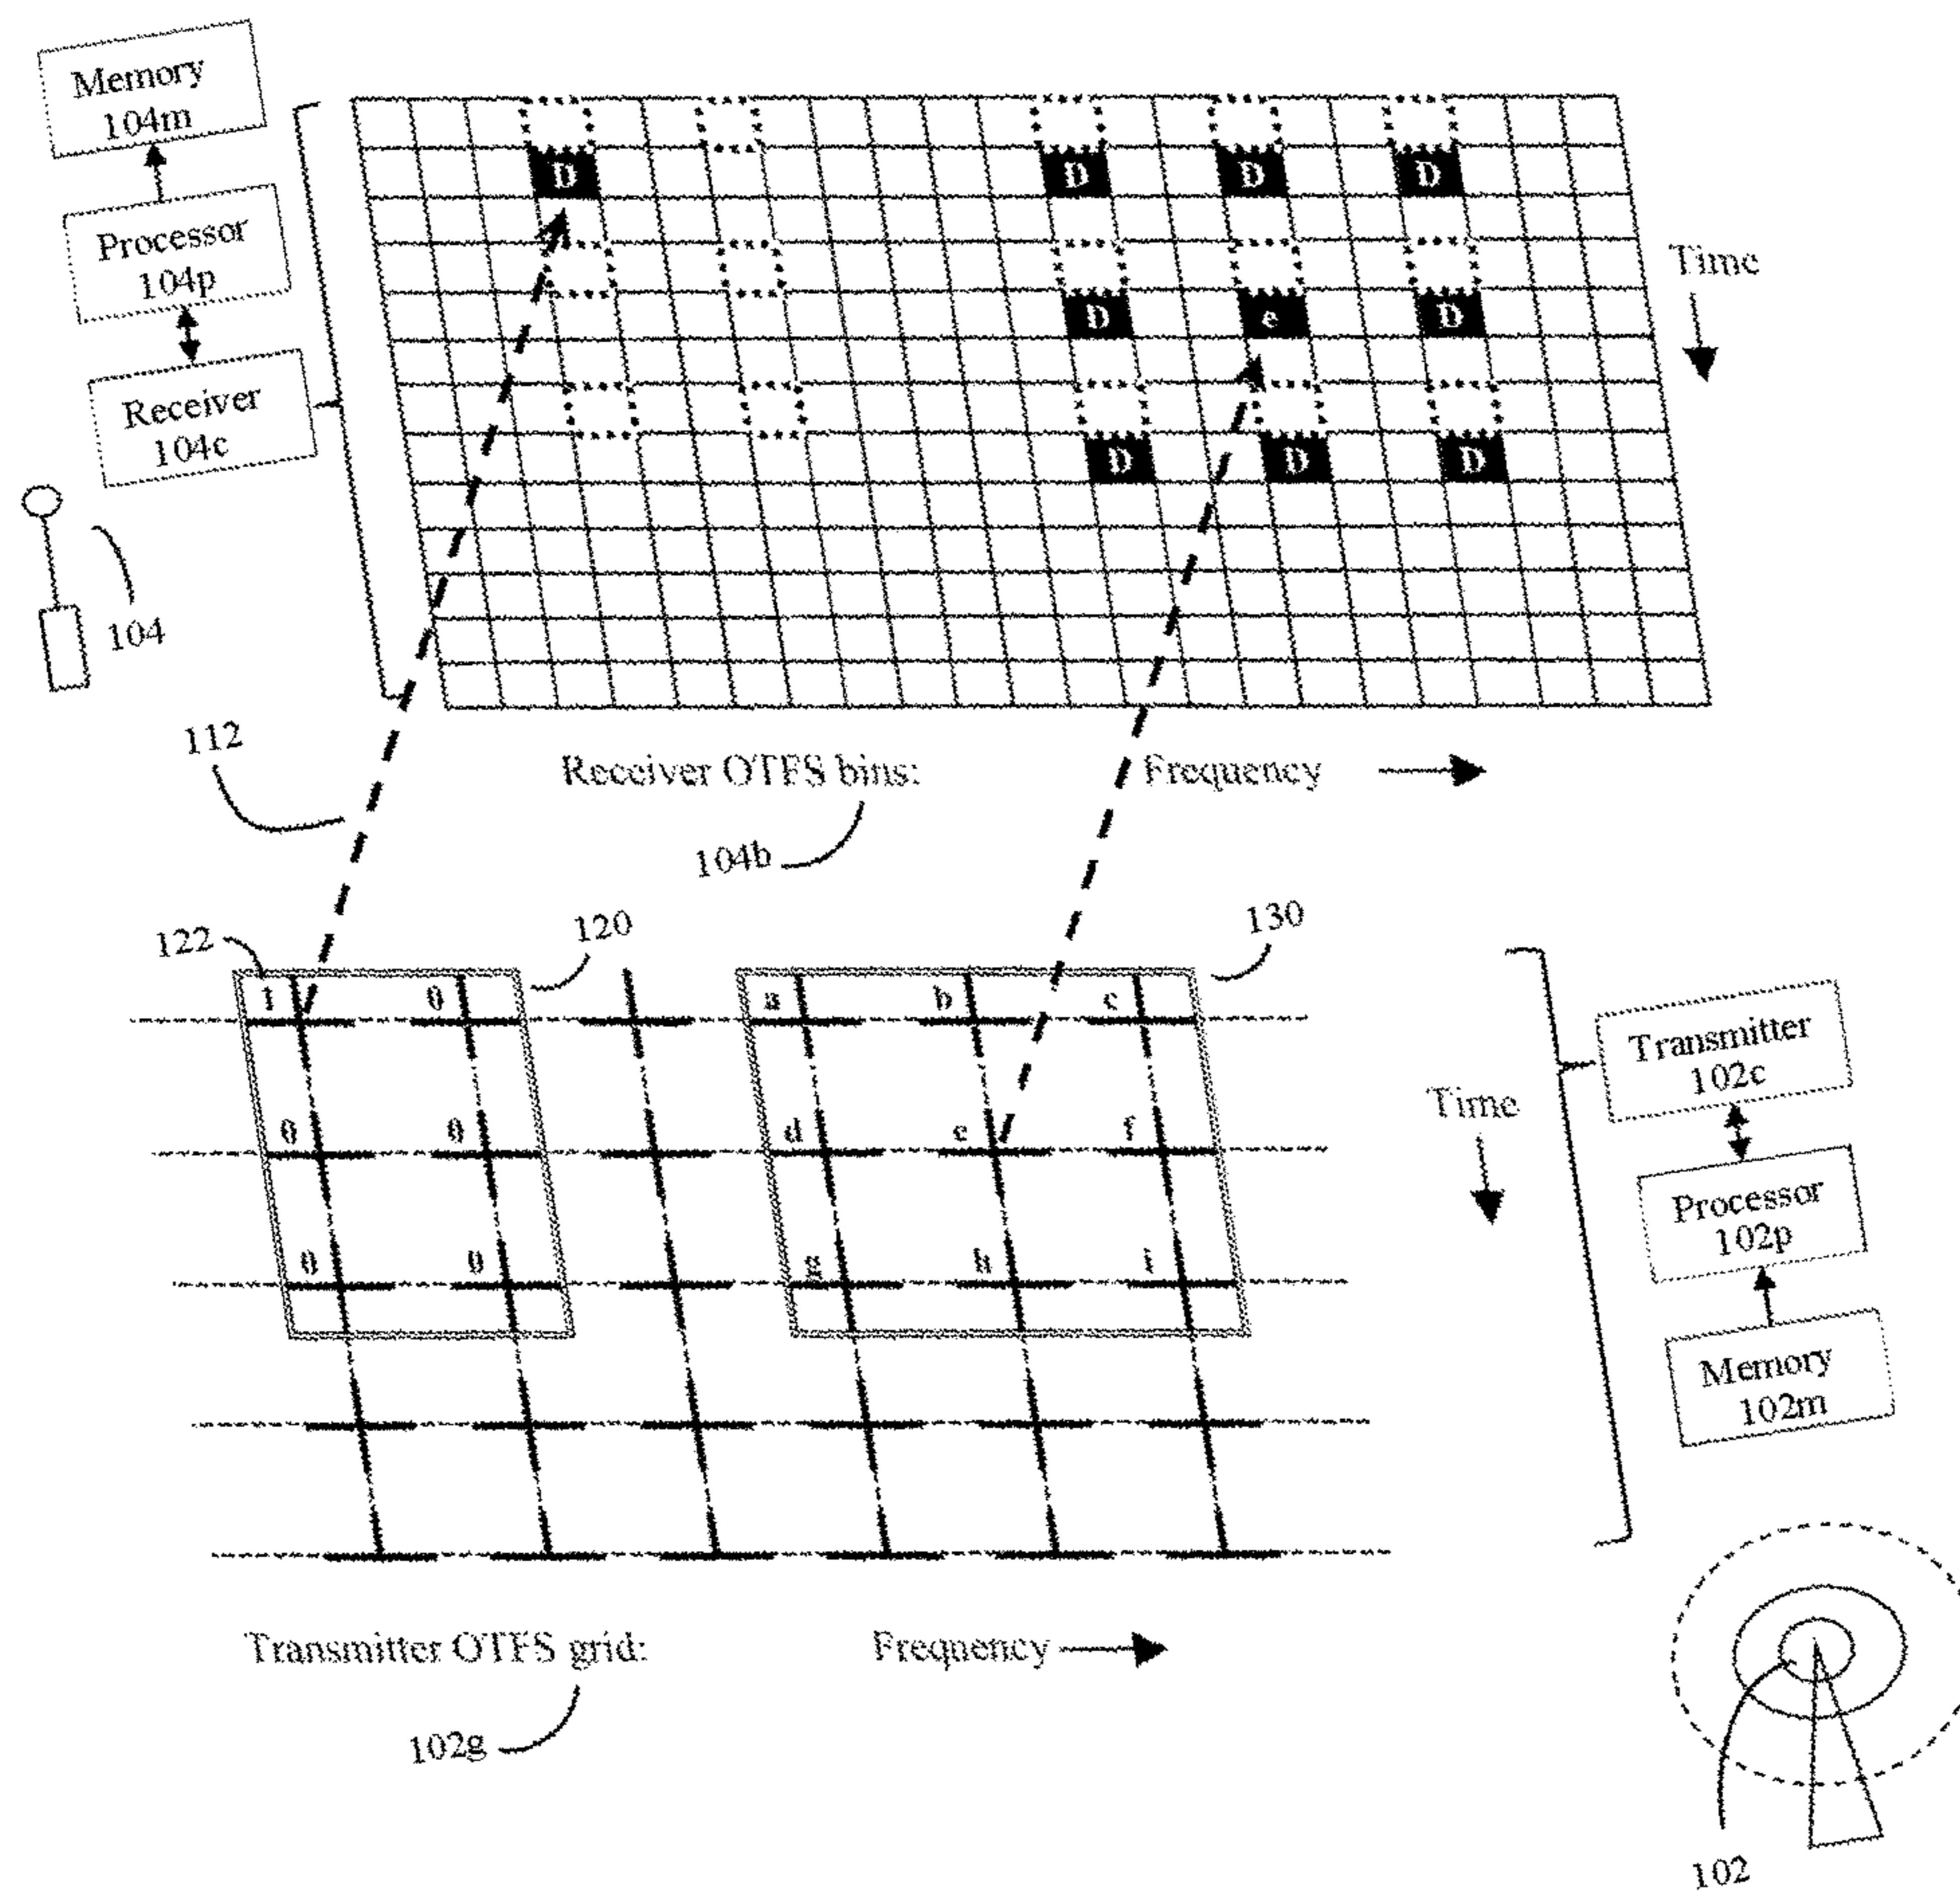 Memory
104m
Processor
104p
Receiver
104c
104
D D D D
D e D
D D D
Time
112
Receiver OTFS bins: Frequency
104b
122
120
130
1 0 a b c
0 0 d e f
0 0 g h i
Time
Transmitter
102c
Processor
102p
Memory
102m
Transmitter OTFS grid: Frequency
102g
102